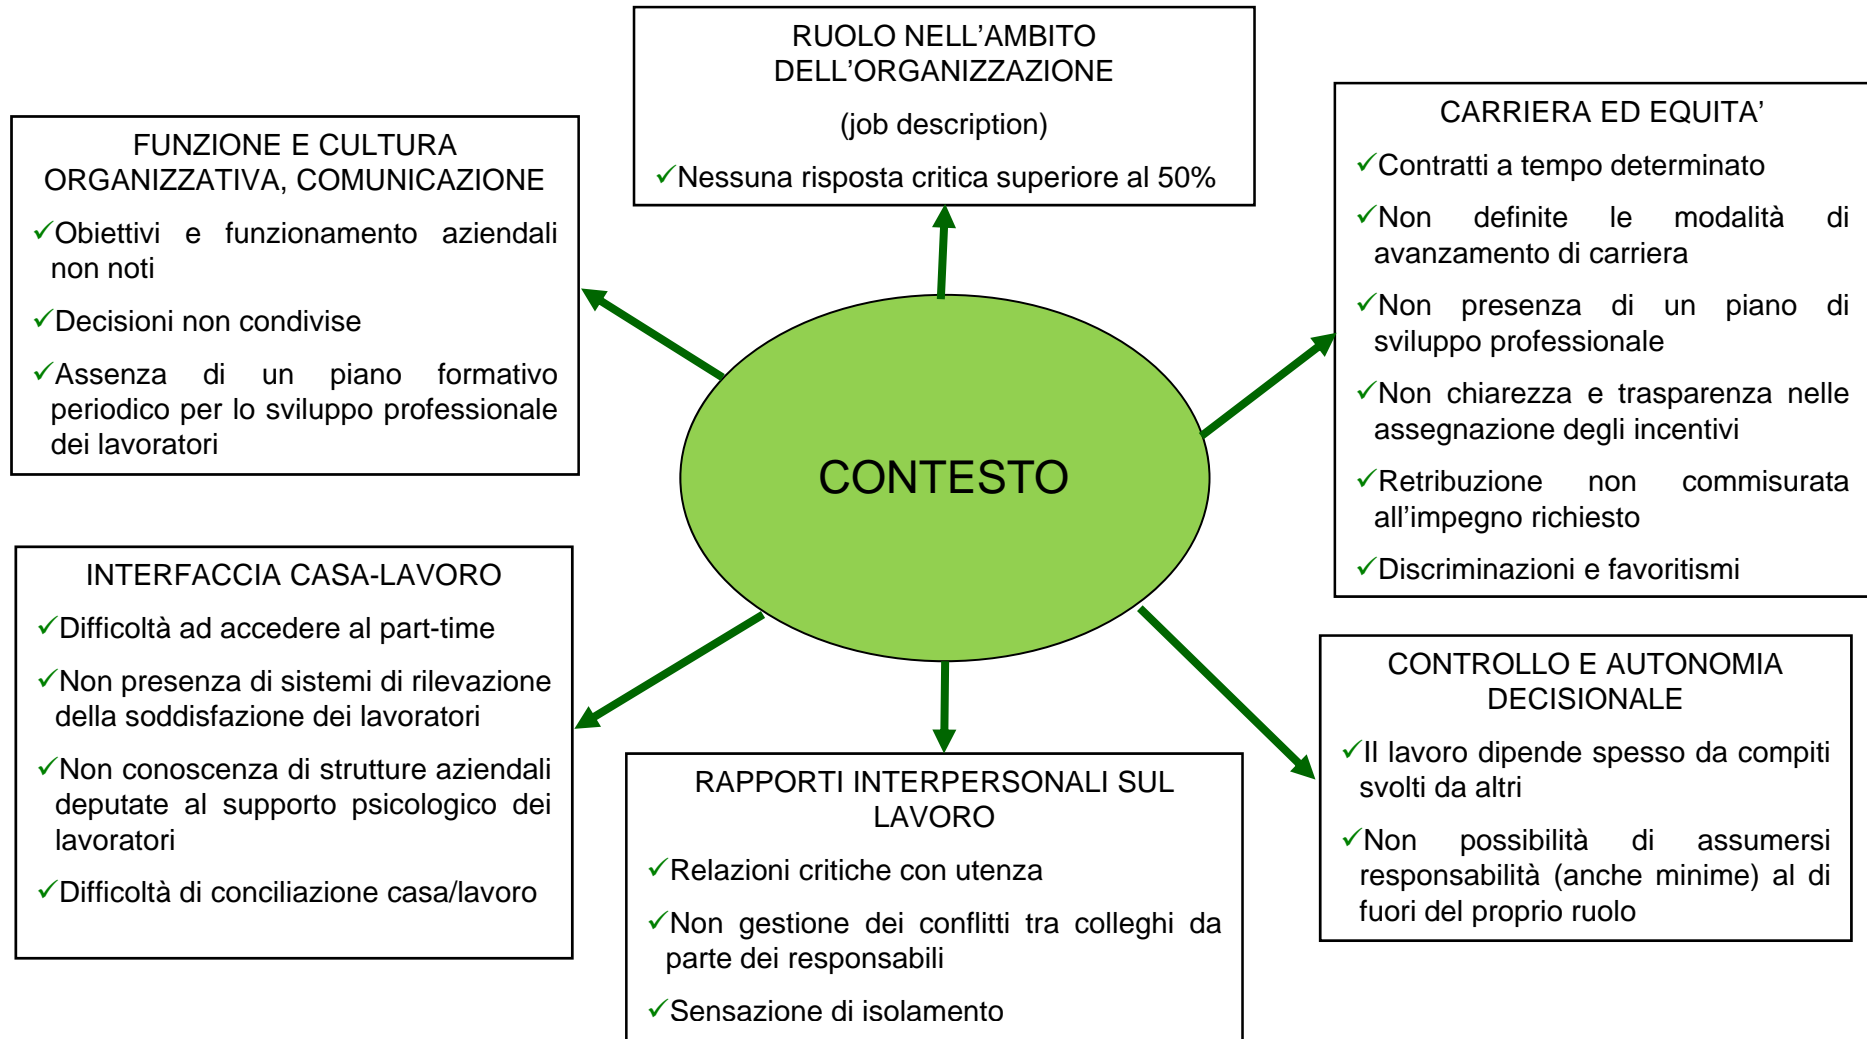 RUOLO NELL'AMBITO
DELL'ORGANIZZAZIONE
(job description)
✓Nessuna risposta critica superiore al 50%
FUNZIONE E CULTURA
ORGANIZZATIVA, COMUNICAZIONE
✓Obiettivi e funzionamento aziendali
non noti
✓Decisioni non condivise
✓Assenza di un piano formativo
periodico per lo sviluppo professionale
dei lavoratori
CARRIERA ED EQUITA'
✓Contratti a tempo determinato
✓Non definite le modalità di
avanzamento di carriera
✓Non presenza di un piano di
sviluppo professionale
✓Non chiarezza e trasparenza nelle
assegnazione degli incentivi
✓Retribuzione non commisurata
all'impegno richiesto
✓Discriminazioni e favoritismi
CONTESTO
INTERFACCIA CASA-LAVORO
✓Difficoltà ad accedere al part-time
✓Non presenza di sistemi di rilevazione
della soddisfazione dei lavoratori
✓Non conoscenza di strutture aziendali
deputate al supporto psicologico dei
lavoratori
✓Difficoltà di conciliazione casa/lavoro
RAPPORTI INTERPERSONALI SUL
LAVORO
✓Relazioni critiche con utenza
✓Non gestione dei conflitti tra colleghi da
parte dei responsabili
✓Sensazione di isolamento
CONTROLLO E AUTONOMIA
DECISIONALE
✓Il lavoro dipende spesso da compiti
svolti da altri
✓Non possibilità di assumersi
responsabilità (anche minime) al di
fuori del proprio ruolo